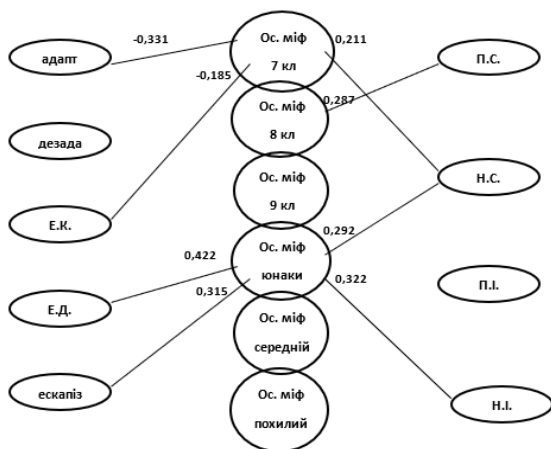 -0,331
Ос. міф
7 кл
0,211
адапт
-0,185
П.С.
0,287
Ос. міф
8 кл
дезада
Ос. міф
9 кл
Н.С.
Е.К.
0,292
Ос. міф
юнаки
0,422
0,322
0,315
П.І.
Е.Д.
Ос. міф
середній
ескапіз
Ос. міф
похилий
Н.І.